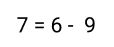 7 = 6 - 9